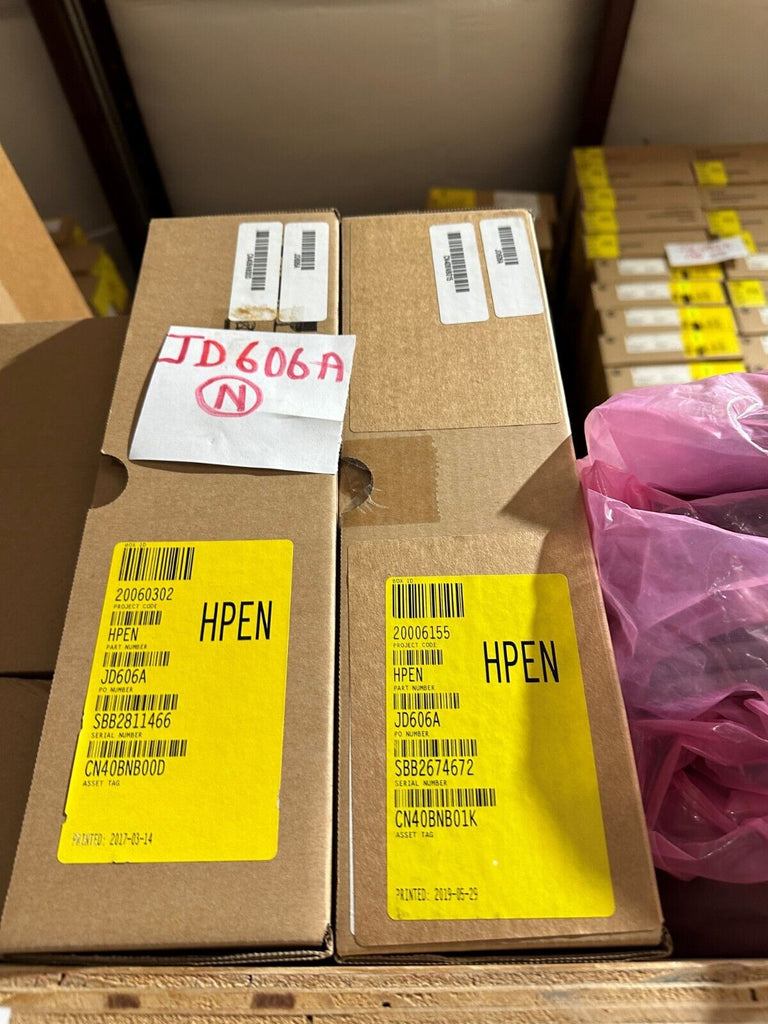 JD606A
N
BOX ID
20060302
PROJECT CODE
HPEN
HPEN
PART NUMBER
JD606A
PO NUMBER
SBB2811466
SERIAL NUMBER
CN40BNB00D
ASSET TAG
PRINTED: 2017-03-14
BOX ID
20006155
PROJECT CODE
HPEN
HPEN
PART NUMBER
JD606A
PO NUMBER
SBB2674672
SERIAL NUMBER
CN40BNB01K
ASSET TAG
PRINTED: 2019-05-29